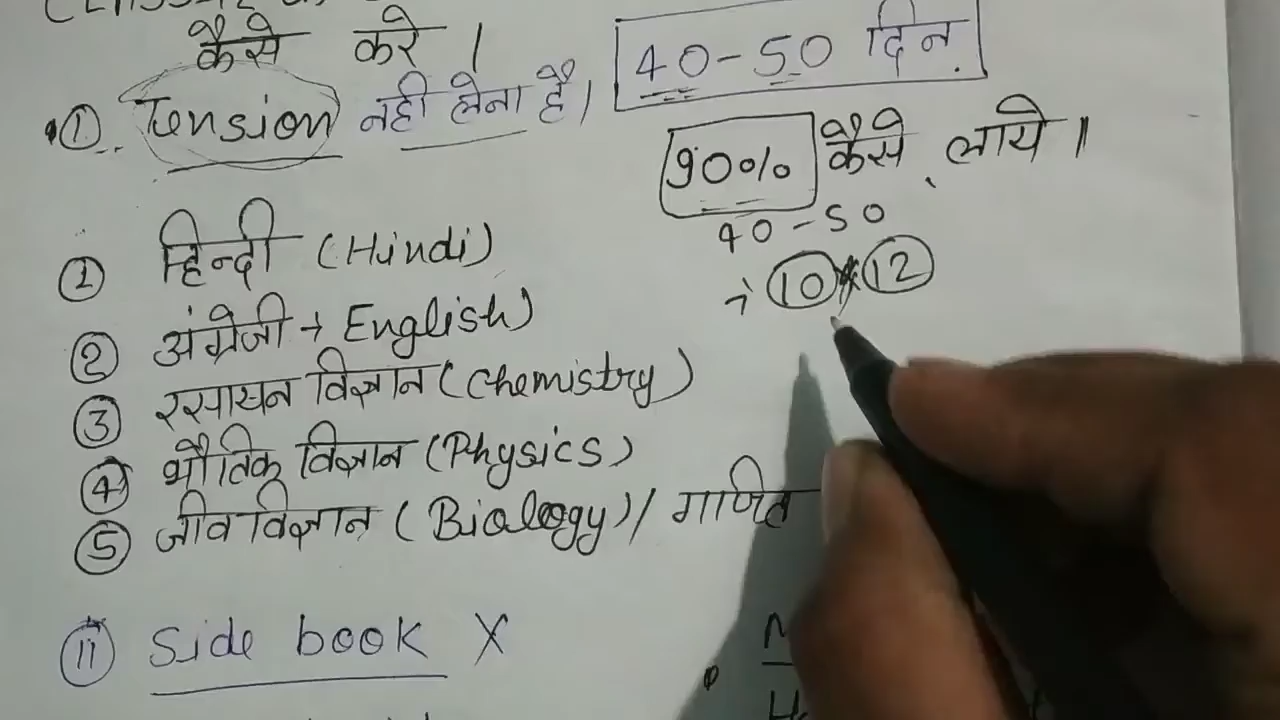 कैसे करे ।
40-50 दिन.
① Tension नही लेना है।
90% कैसे लाये ॥
40-50
10 12
① हिन्दी (Hindi)
② अंग्रेजी → English)
③ रसायन विज्ञान (Chemistry)
④ भौतिक विज्ञान (Physics)
⑤ जीव विज्ञान (Biology) / गणित
⑪ Side book X